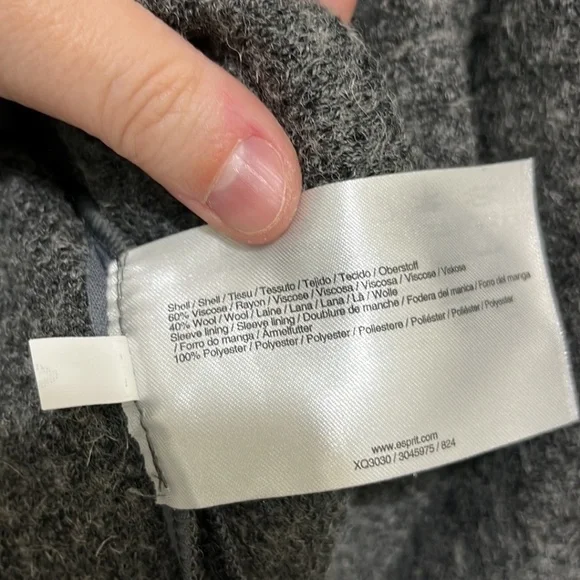 Shell / Shell / Tissu / Tessuto / Tejido / Tecido / Oberstoff
60% Viscose / Rayon / Viscose / Viscosa / Viscosa / Viscose / Viskose
40% Wool / Wool / Laine / Lana / Lana / Lã / Wolle
Sleeve lining / Sleeve lining / Doublure de manche / Fodera del manica / Forro del manga
/ Forro do manga / Ärmelfutter
100% Polyester / Polyester / Polyester / Poliestere / Poliéster / Poliéster / Polyester
www.esprit.com
XQ3030 / 3045975 / 824